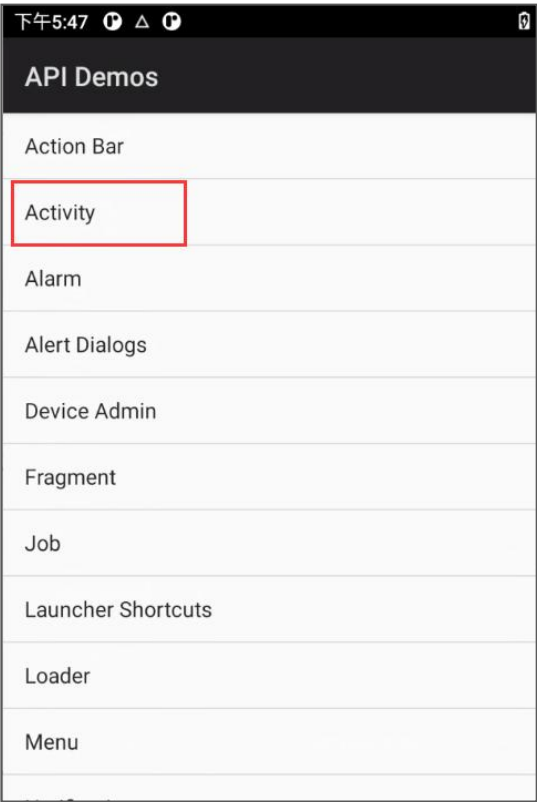 下午5:47
API Demos
Action Bar
Activity
Alarm
Alert Dialogs
Device Admin
Fragment
Job
Launcher Shortcuts
Loader
Menu